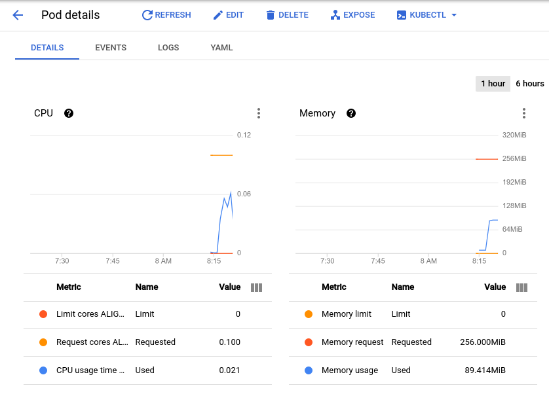 Pod details REFRESH EDIT DELETE EXPOSE KUBECTL
DETAILS EVENTS LOGS YAML
1 hour 6 hours
CPU ?
0.12
0.06
0
7:30 7:45 8 AM 8:15
Metric Name Value
Limit cores ALIG... Limit 0
Request cores AL... Requested 0.100
CPU usage time ... Used 0.021
Memory ?
320MiB
256MiB
192MiB
128MiB
64MiB
0
7:30 7:45 8 AM 8:15
Metric Name Value
Memory limit Limit 0
Memory request Requested 256.000MiB
Memory usage Used 89.414MiB